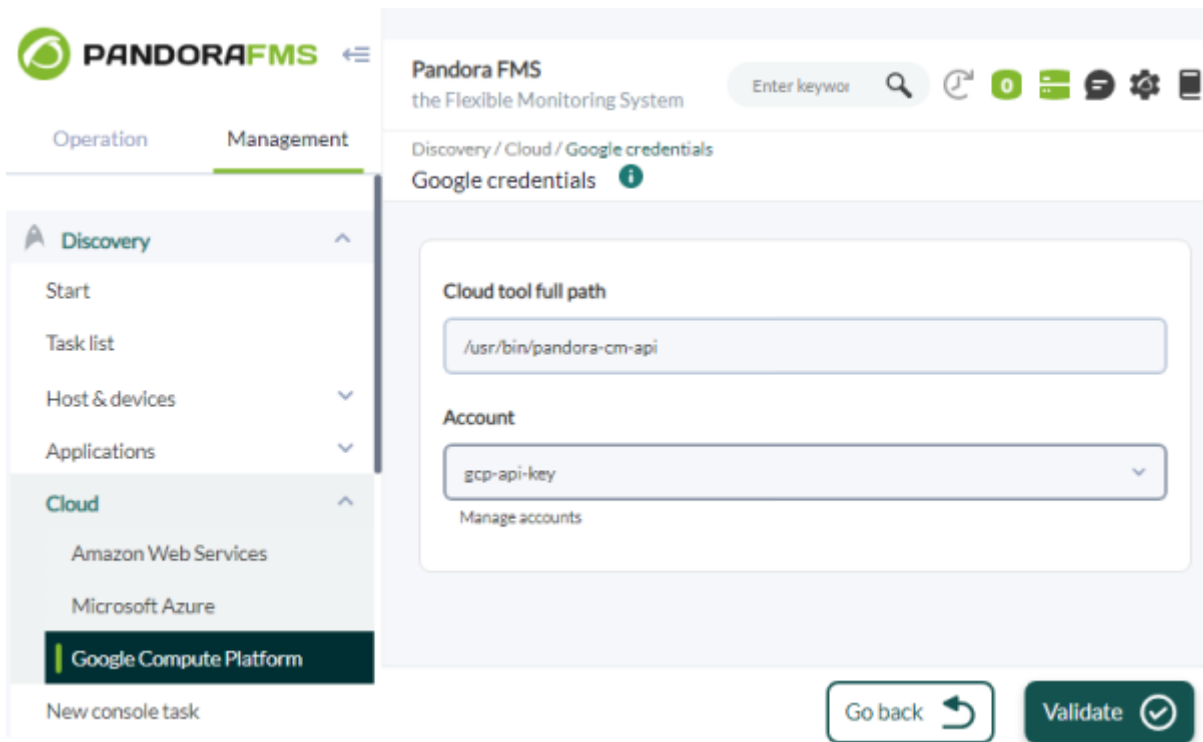 PANDORAFMS
Operation
Management
Discovery
Start
Task list
Host & devices
Applications
Cloud
Amazon Web Services
Microsoft Azure
Google Compute Platform
New console task
Pandora FMS
the Flexible Monitoring System
Enter keywor
0
Discovery / Cloud / Google credentials
Google credentials
i
Cloud tool full path
/usr/bin/pandora-cm-api
Account
gcp-api-key
Manage accounts
Go back
Validate